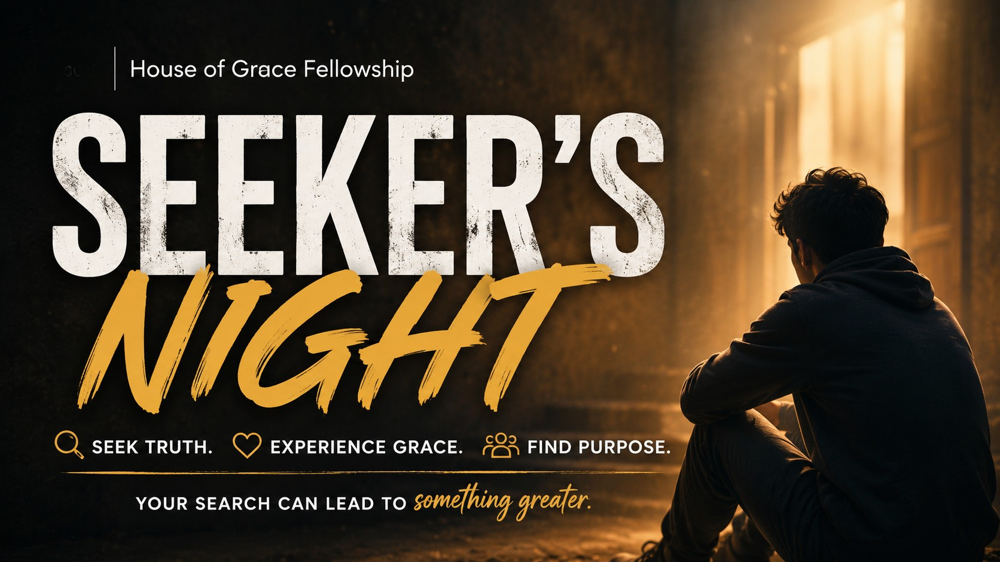 House of Grace Fellowship
SEEKER’S
NIGHT
SEEK TRUTH. EXPERIENCE GRACE. FIND PURPOSE.
YOUR SEARCH CAN LEAD TO something greater.